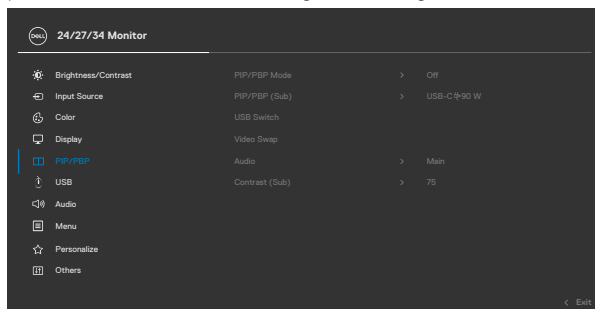 DELL 24/27/34 Monitor
Brightness/Contrast PIP/PBP Mode > Off
Input Source PIP/PBP (Sub) > USB-C 90 W
Color USB Switch
Display Video Swap
PIP/PBP Audio > Main
USB Contrast (Sub) > 75
Audio
Menu
Personalize
Others
< Exit